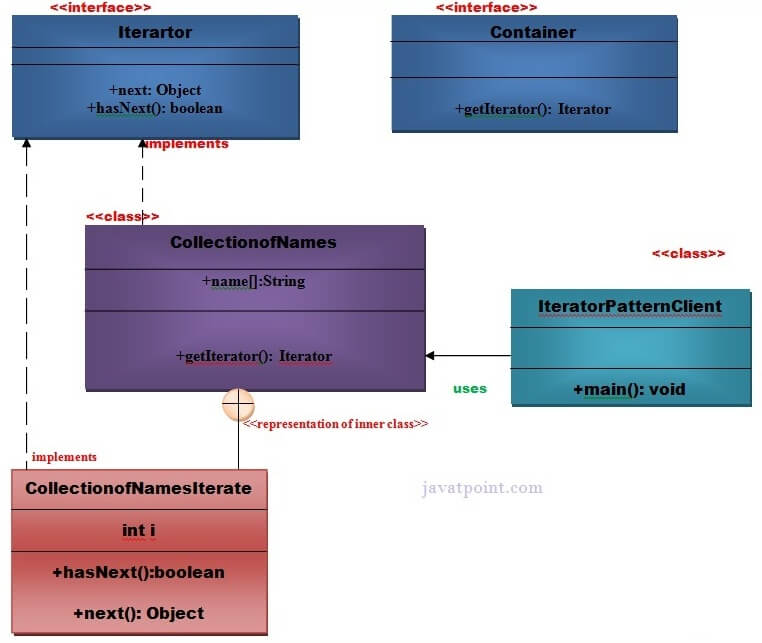 <<interface>>
Iterartor
+next: Object
+hasNext(): boolean
<<interface>>
Container
+getIterator(): Iterator
implements
<<class>>
CollectionofNames
+name[]:String
+getIterator(): Iterator
<<class>>
IteratorPatternClient
+main(): void
uses
<<representation of inner class>>
implements
CollectionofNamesIterate
int i
+hasNext():boolean
+next(): Object
javatpoint.com